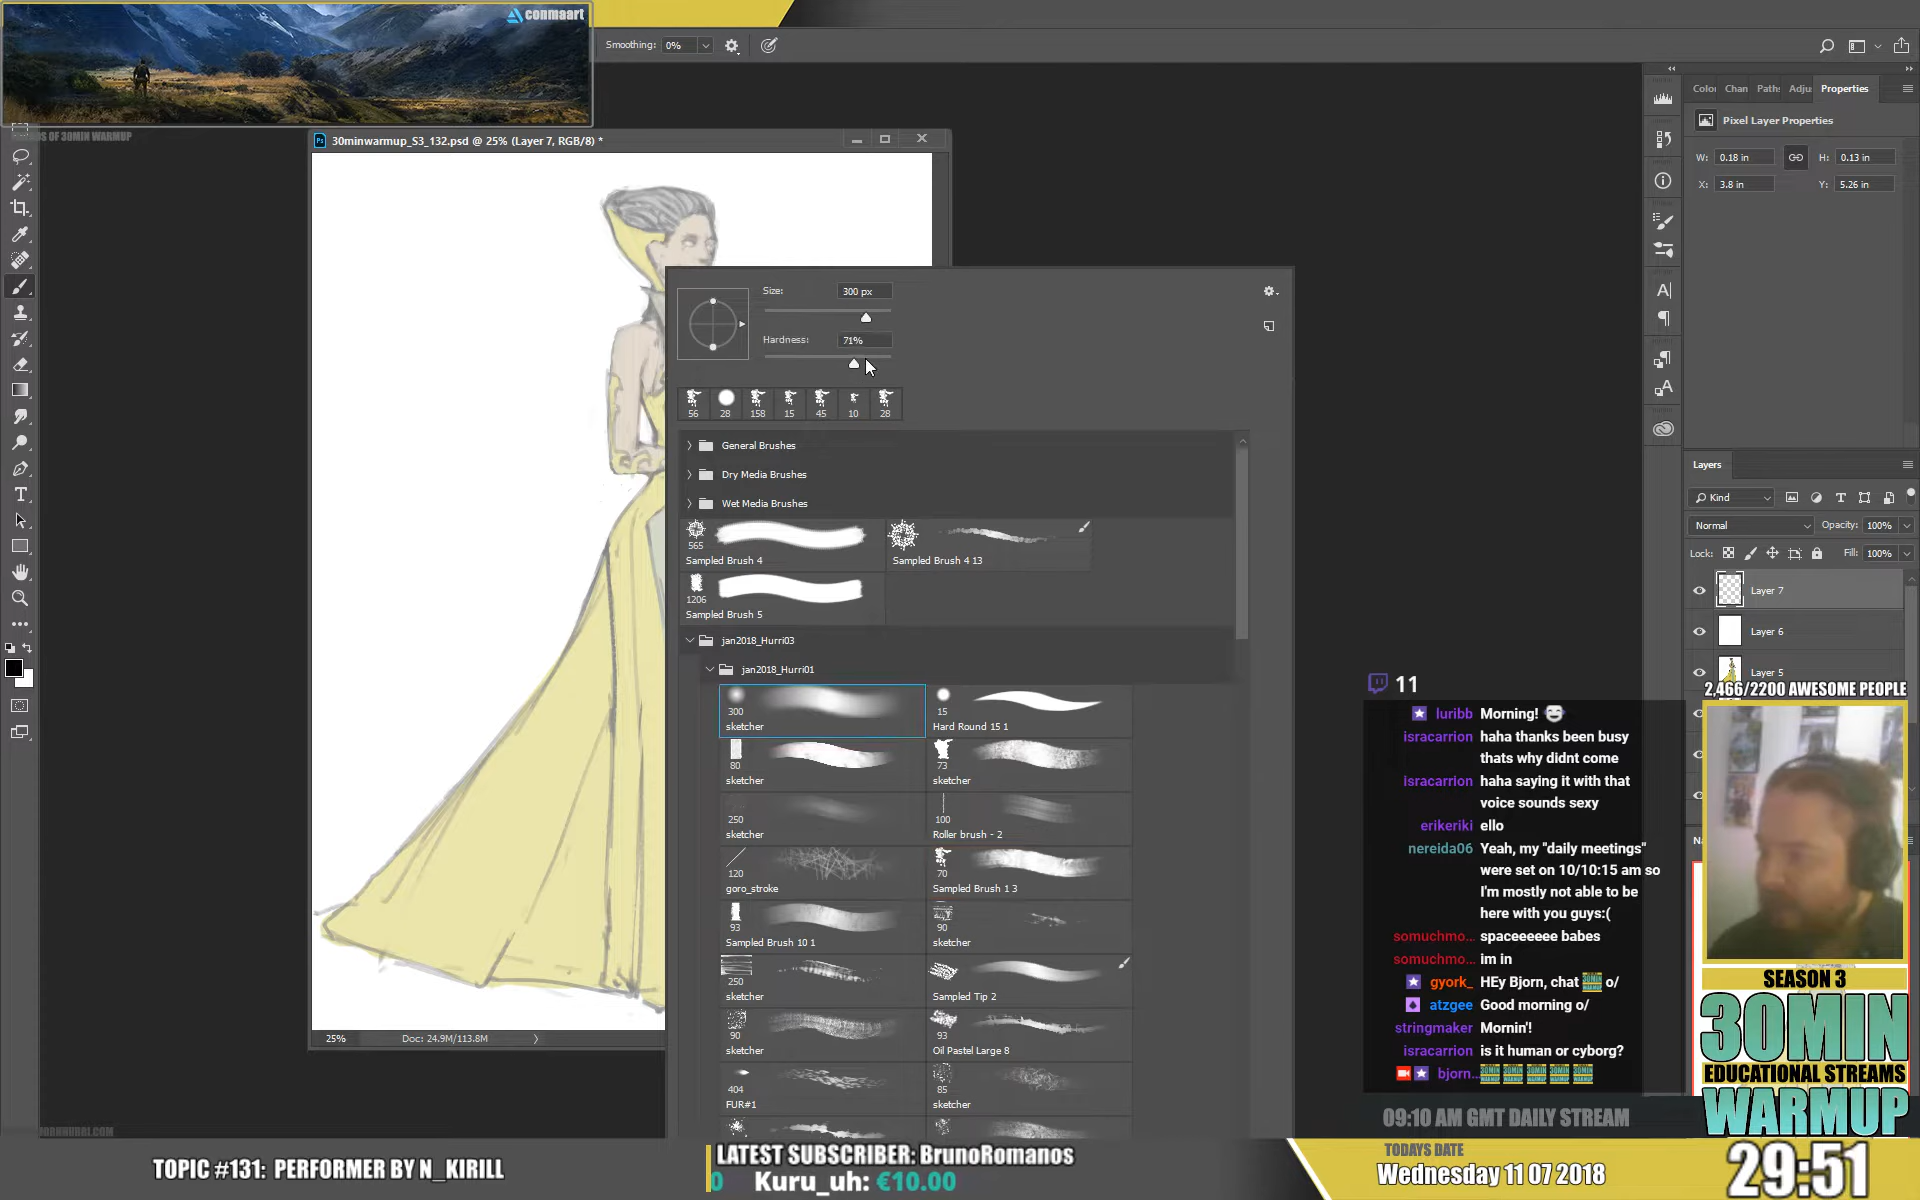 conmaart
Smoothing: 0%
OF 30MIN WARMUP
30minwarmup_S3_132.psd @ 25% (Layer 7, RGB/8) *
Size: 300 px
Hardness: 71%
56 28 158 15 45 10 28
General Brushes
Dry Media Brushes
Wet Media Brushes
565
Sampled Brush 4
Sampled Brush 4 13
1206
Sampled Brush 5
jan2018_Hurri03
jan2018_Hurri01
300
sketcher
15
Hard Round 15 1
80
sketcher
73
sketcher
250
sketcher
100
Roller brush - 2
120
goro_stroke
70
Sampled Brush 1 3
93
Sampled Brush 10 1
90
sketcher
250
sketcher
Sampled Tip 2
90
sketcher
93
Oil Pastel Large 8
404
FUR#1
85
sketcher
25% Doc: 24.9M/113.8M
Colo Chan Paths Adju Properties
Pixel Layer Properties
W: 0.18 in H: 0.13 in
X: 3.8 in Y: 5.26 in
Layers
Kind
Normal Opacity: 100%
Lock: Fill: 100%
Layer 7
Layer 6
Layer 5
2,466/2200 AWESOME PEOPLE
11
luribb Morning!
isracarrion haha thanks been busy
thats why didnt come
isracarrion haha saying it with that
voice sounds sexy
erikeriki ello
nereida06 Yeah, my "daily meetings"
were set on 10/10:15 am so
I'm mostly not able to be
here with you guys:(
somuchmo... spaceeeeee babes
somuchmo... im in
gyork_ HEy Bjorn, chat o/
atzgee Good morning o/
stringmaker Mornin'!
isracarrion is it human or cyborg?
bjorn...
09:10 AM GMT DAILY STREAM
SEASON 3
30MIN
EDUCATIONAL STREAMS
WARMUP
TOPIC #131: PERFORMER BY N_KIRILL
LATEST SUBSCRIBER: BrunoRomanos
0 Kuru_uh: €10.00
TODAYS DATE
Wednesday 11 07 2018
29:51